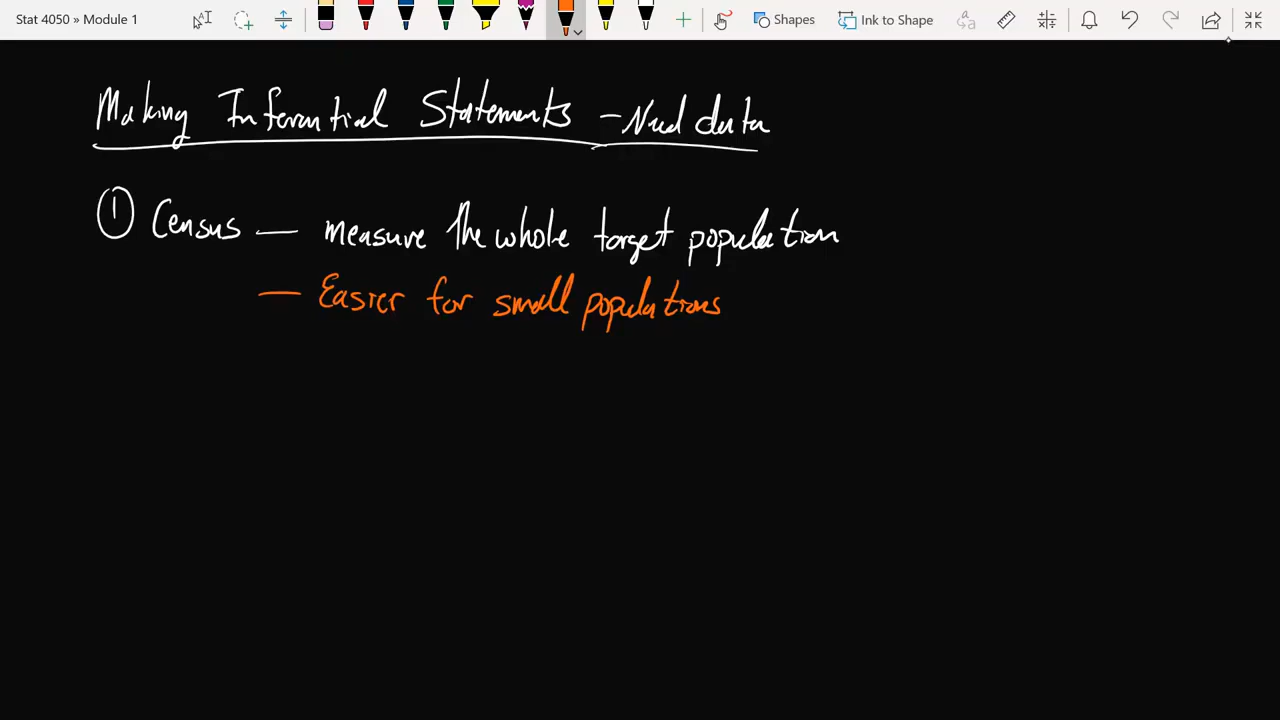 Stat 4050 » Module 1
Shapes
Ink to Shape
Making Inferential Statements - Need data
① Census — measure the whole target population
— Easier for small populations